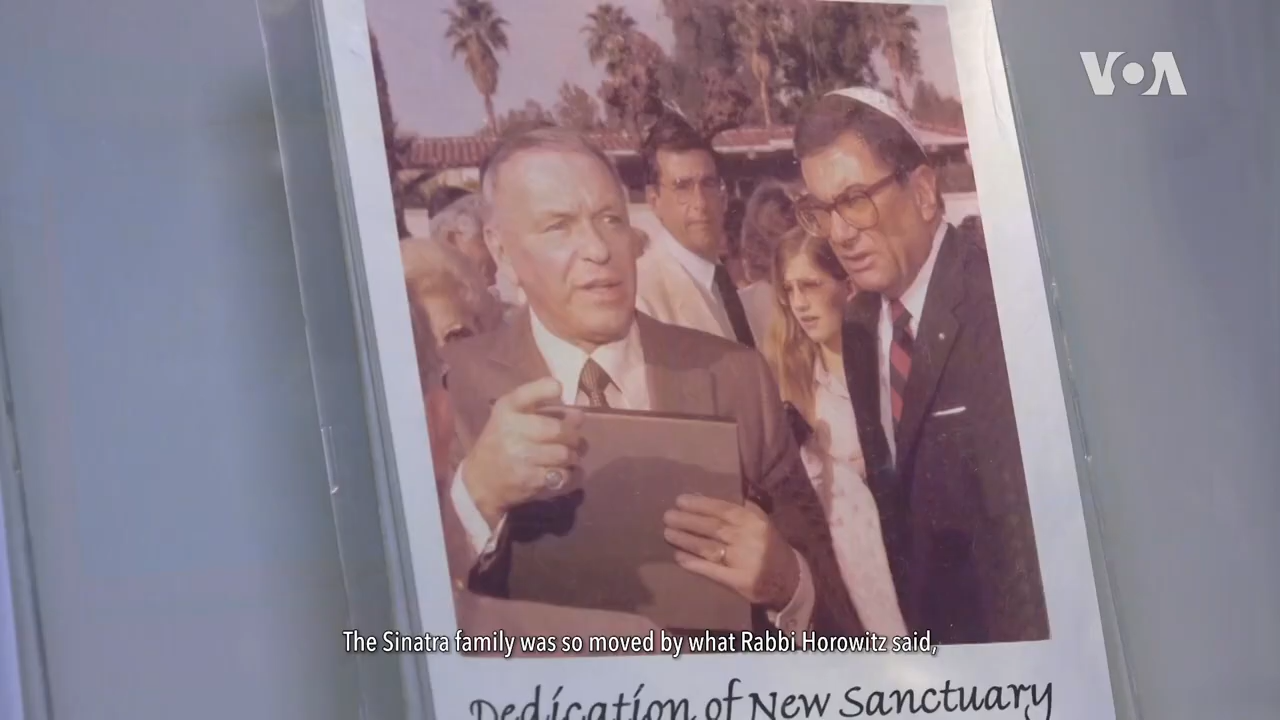 VOA
The Sinatra family was so moved by what Rabbi Horowitz said,
Dedication of New Sanctuary